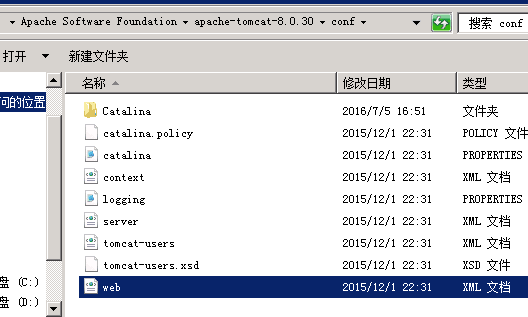 Apache Software Foundation ▾ apache-tomcat-8.0.30 ▾ conf ▾ 搜索 conf
打开 新建文件夹
名称 修改日期 类型
问的位置 Catalina 2016/7/5 16:51 文件夹
catalina.policy 2015/12/1 22:31 POLICY 文件
catalina 2015/12/1 22:31 PROPERTIES
context 2015/12/1 22:31 XML 文档
logging 2015/12/1 22:31 PROPERTIES
server 2015/12/1 22:31 XML 文档
tomcat-users 2015/12/1 22:31 XML 文档
tomcat-users.xsd 2015/12/1 22:31 XSD 文件
盘 (C:)
web 2015/12/1 22:31 XML 文档
盘 (D:)